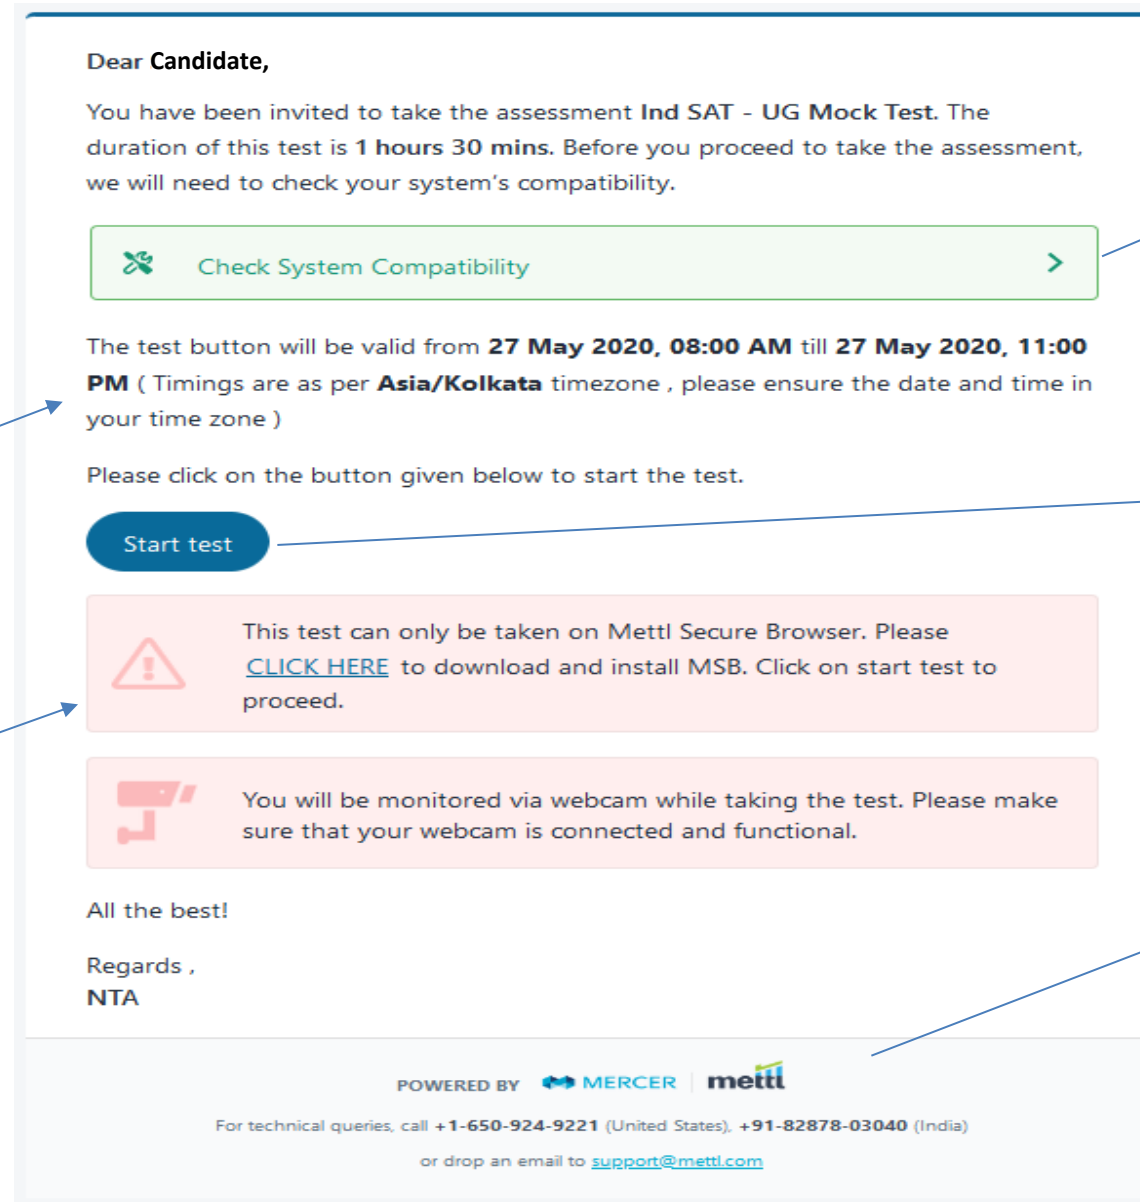 Dear Candidate,
You have been invited to take the assessment Ind SAT - UG Mock Test. The
duration of this test is 1 hours 30 mins. Before you proceed to take the assessment,
we will need to check your system's compatibility.
Check System Compatibility
The test button will be valid from 27 May 2020, 08:00 AM till 27 May 2020, 11:00
PM ( Timings are as per Asia/Kolkata timezone , please ensure the date and time in
your time zone )
Please click on the button given below to start the test.
Start test
This test can only be taken on Mettl Secure Browser. Please
CLICK HERE to download and install MSB. Click on start test to
proceed.
You will be monitored via webcam while taking the test. Please make
sure that your webcam is connected and functional.
All the best!
Regards ,
NTA
POWERED BY MERCER mettl
For technical queries, call +1-650-924-9221 (United States), +91-82878-03040 (India)
or drop an email to support@mettl.com